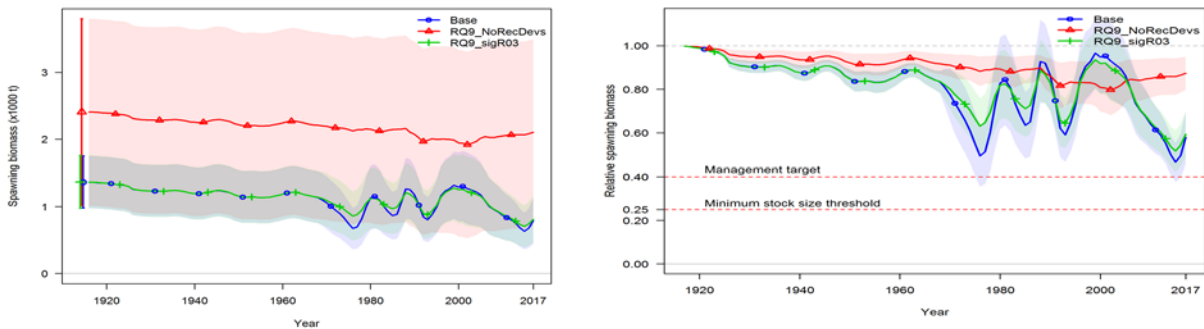 Base
RQ9_NoRecDevs
RQ9_sigR03
Spawning biomass (x1000 t)
3
2
1
0
1920 1940 1960 1980 2000 2017
Year
Base
RQ9_NoRecDevs
RQ9_sigR03
Relative spawning biomass
1.00
0.80
0.60
Management target
0.40
Minimum stock size threshold
0.25
0.20
0.00
1920 1940 1960 1980 2000 2017
Year